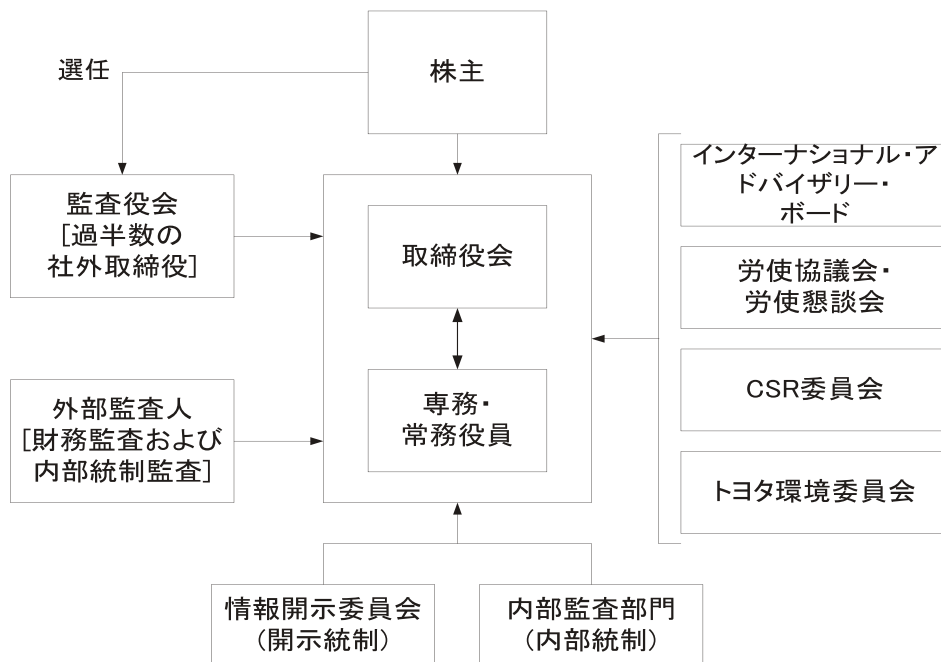 選任
株主
監査役会
[過半数の
社外取締役]
取締役会
インターナショナル・ア
ドバイザリー・
ボード
労使協議会・
労使懇談会
外部監査人
[財務監査および
内部統制監査]
専務・
常務役員
CSR委員会
トヨタ環境委員会
情報開示委員会
(開示統制)
内部監査部門
(内部統制)